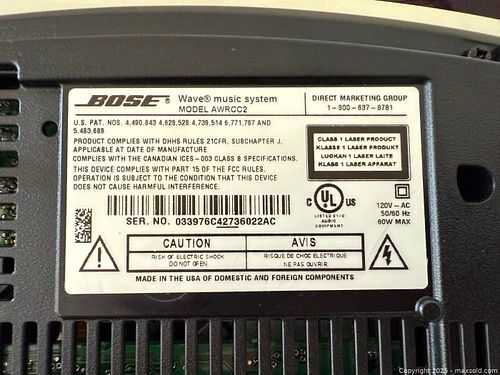 BOSE® Wave® music system
MODEL AWRCC2
DIRECT MARKETING GROUP
1-800-637-8781
U.S. PAT. NOS. 4,490,843 4,628,528 4,739,514 6,771,787 AND
5,483,689
PRODUCT COMPLIES WITH DHHS RULES 21CFR, SUBCHAPTER J,
APPLICABLE AT DATE OF MANUFACTURE
COMPLIES WITH THE CANADIAN ICES-003 CLASS B SPECIFICATIONS.
THIS DEVICE COMPLIES WITH PART 15 OF THE FCC RULES.
OPERATION IS SUBJECT TO THE CONDITION THAT THIS DEVICE
DOES NOT CAUSE HARMFUL INTERFERENCE.
CLASS 1 LASER PRODUCT
KLASSE 1 LASER PRODUKT
LUOKAN 1 LASER LAITE
KLASS 1 LASER APPARAT
C UL US
LISTED
AUDIO
EQUIPMENT
120V~AC
50/60 Hz
60W MAX
SER. NO. 033976C42736022AC
CAUTION
RISK OF ELECTRIC SHOCK
DO NOT OPEN
AVIS
RISQUE DE CHOC ELECTRIQUE
NE PAS OUVRIR
MADE IN THE USA OF DOMESTIC AND FOREIGN COMPONENTS
Copyright 2025 - maxsold.com